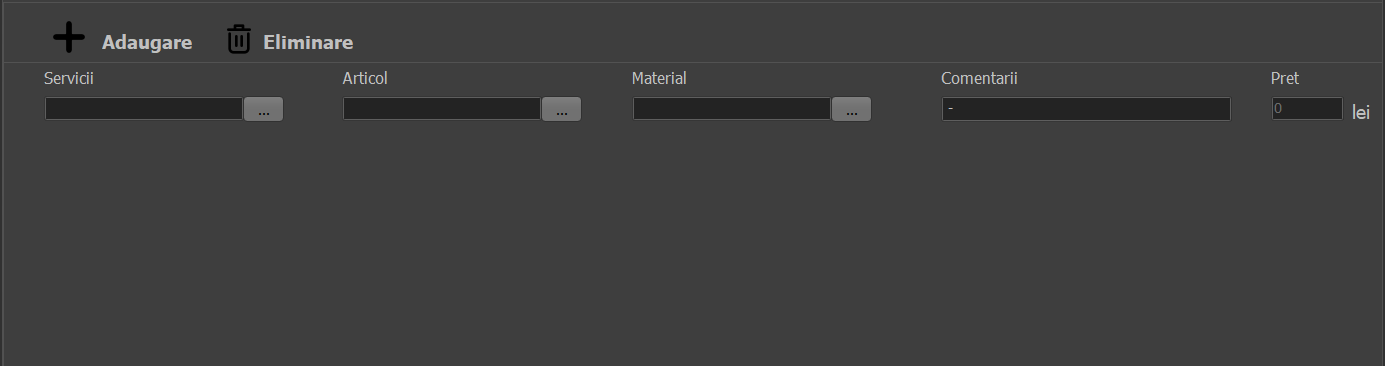 Adaugare Eliminare
Servicii Articol Material Comentarii Pret
... ... ... - 0 lei